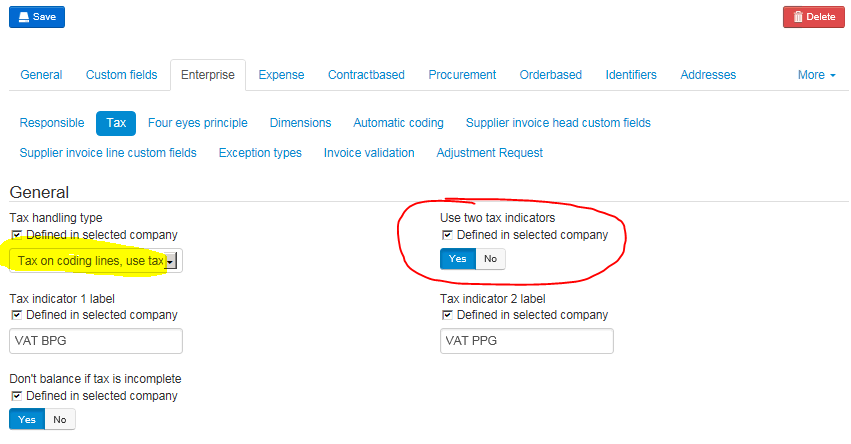 Save Delete
General Custom fields Enterprise Expense Contractbased Procurement Orderbased Identifiers Addresses More
Responsible Tax Four eyes principle Dimensions Automatic coding Supplier invoice head custom fields
Supplier invoice line custom fields Exception types Invoice validation Adjustment Request
General
Tax handling type Use two tax indicators
Defined in selected company Defined in selected company
Tax on coding lines, use tax Yes No
Tax indicator 1 label Tax indicator 2 label
Defined in selected company Defined in selected company
VAT BPG VAT PPG
Don't balance if tax is incomplete
Defined in selected company
Yes No